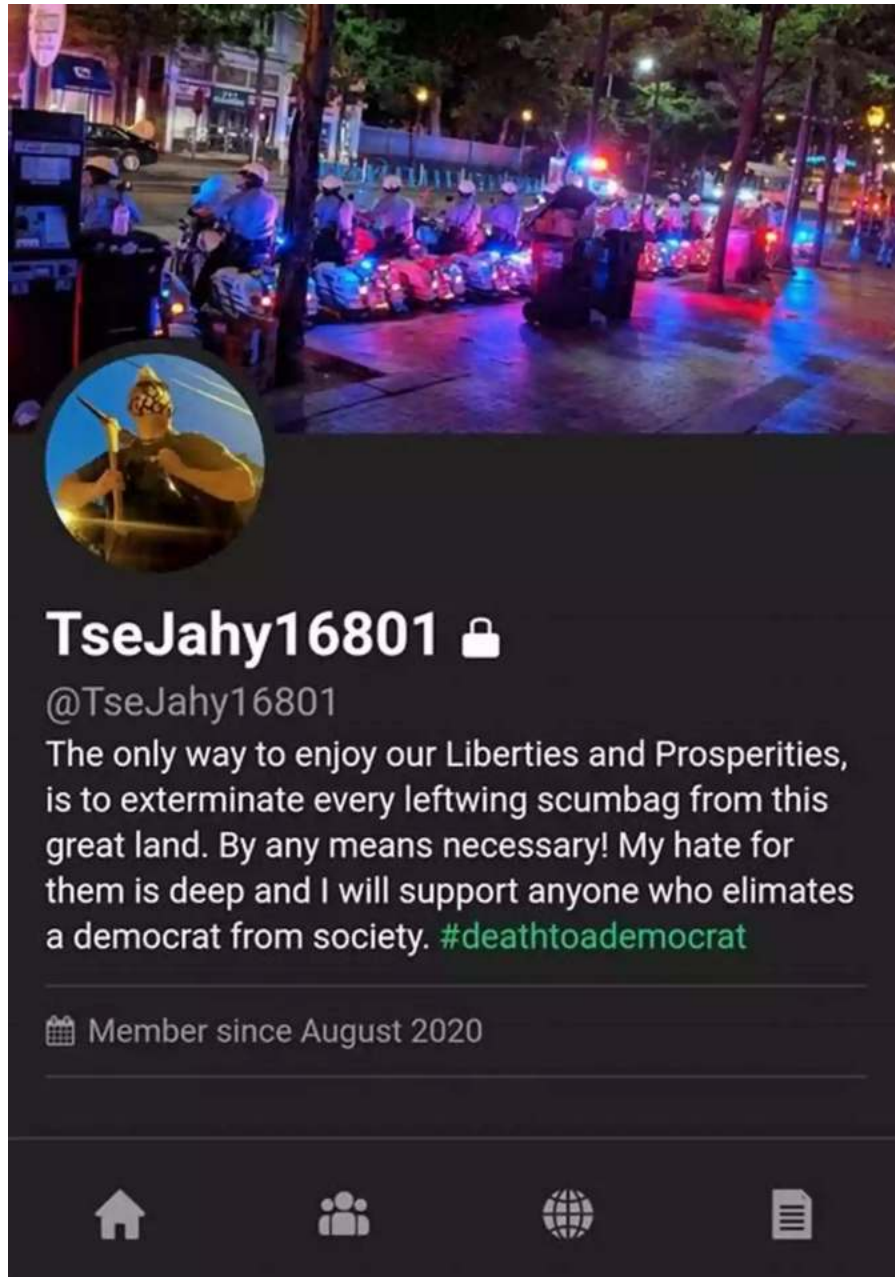 TseJahy16801
@TseJahy16801
The only way to enjoy our Liberties and Prosperities,
is to exterminate every leftwing scumbag from this
great land. By any means necessary! My hate for
them is deep and I will support anyone who elimates
a democrat from society. #deathtoademocrat
Member since August 2020